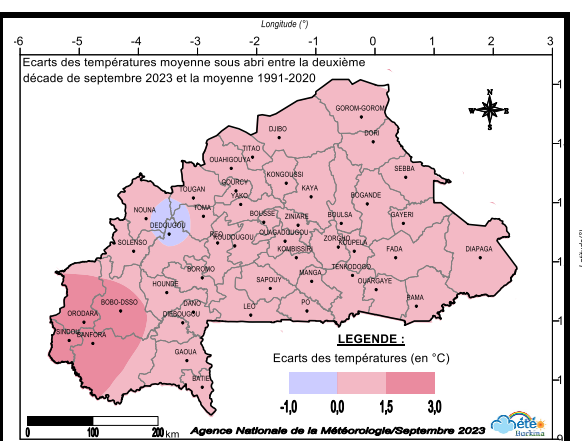 Longitude (°)
-6 -5 -4 -3 -2 -1 0 1 2 3
Ecarts des températures moyenne sous abri entre la deuxième
décade de septembre 2023 et la moyenne 1991-2020
N
W E
S
GOROM-GOROM
DJIBO
DORI
TITAO
OUAHIGOUYA
SEBBA
KONGOUSSI
GOURCY
TOUGAN
KAYA
YAKO
BOGANDE
NOUNA
TOMA
BOUSSE
ZINIARE
BOULSA
GAYERI
DEDOUGOU
REO
KOUDOUGOU
OUAGADOUGOU
ZORGHO
KOUPELA
SOLENSO
KOMBISSIRI
FADA
DIAPAGA
BOROMO
TENKODOGO
MANGA
HOUNDE
SAPOUY
OUARGAYE
BOBO-DSSO
DANO
LEO
PO
PAMA
ORODARA
DIEBOUGOU
SINDOU
BANFORA
GAOUA
BATIE
LEGENDE :
Ecarts des températures (en °C)
-1,0 0,0 1,5 3,0
0 100 200 km
Agence Nationale de la Météorologie/Septembre 2023
Météo
Burkina